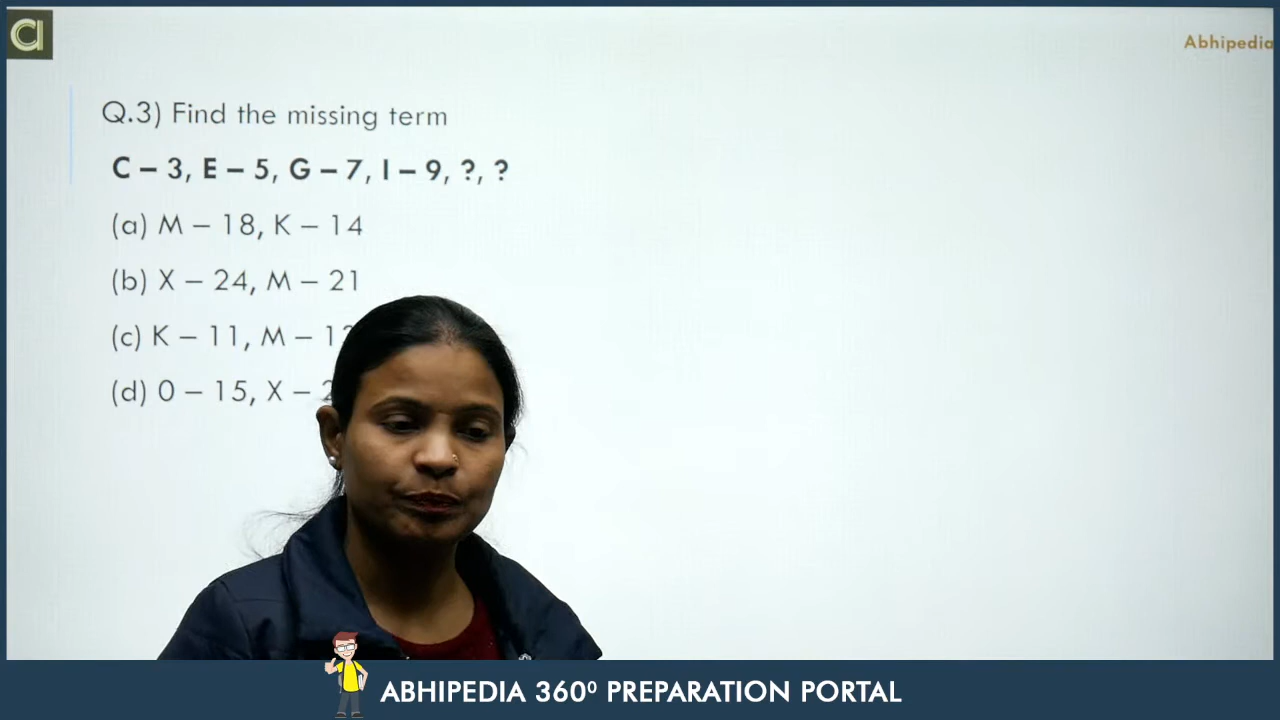 a
Abhipedia
Q.3) Find the missing term
C – 3, E – 5, G – 7, I – 9, ?, ?
(a) M – 18, K – 14
(b) X – 24, M – 21
(c) K – 11, M –
(d) 0 – 15, X –
ABHIPEDIA 360⁰ PREPARATION PORTAL